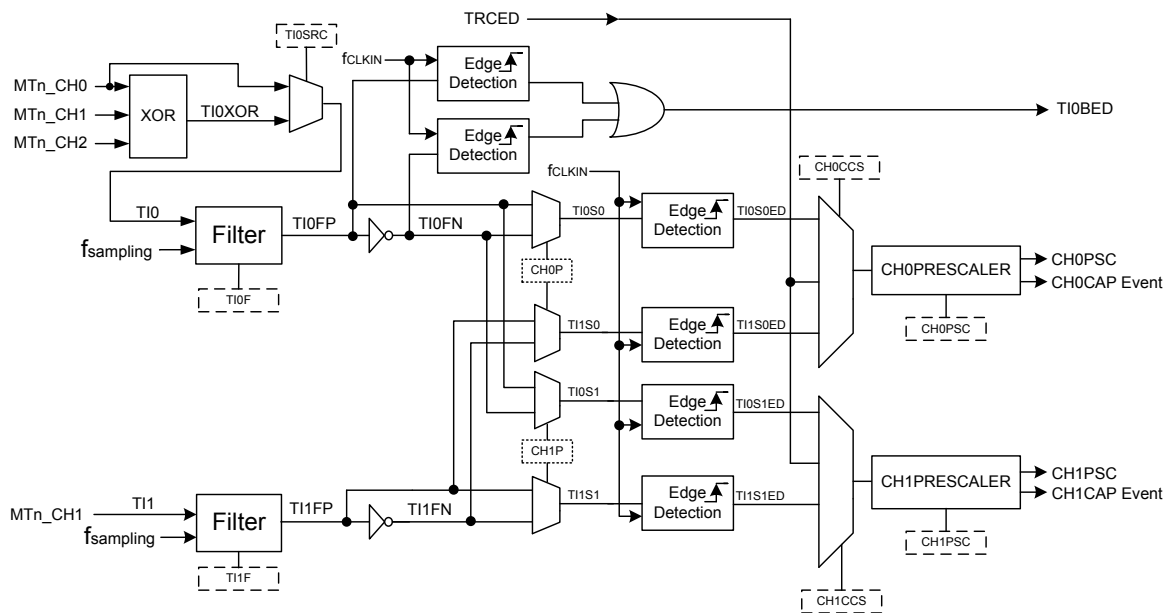 TRCED
TI0SRC
fCLKIN
Edge
Detection
MTn_CH0
MTn_CH1
MTn_CH2
XOR
TI0XOR
TI0BED
Edge
Detection
fCLKIN
CH0CCS
TI0
fsampling
Filter
TI0FP
TI0FN
TI0S0
Edge
Detection
TI0S0ED
CH0P
CH0PRESCALER
CH0PSC
CH0CAP Event
TI0F
CH0PSC
TI1S0
Edge
Detection
TI1S0ED
TI0S1
Edge
Detection
TI0S1ED
CH1P
CH1PRESCALER
CH1PSC
CH1CAP Event
MTn_CH1
TI1
fsampling
Filter
TI1FP
TI1FN
TI1S1
Edge
Detection
TI1S1ED
CH1PSC
TI1F
CH1CCS